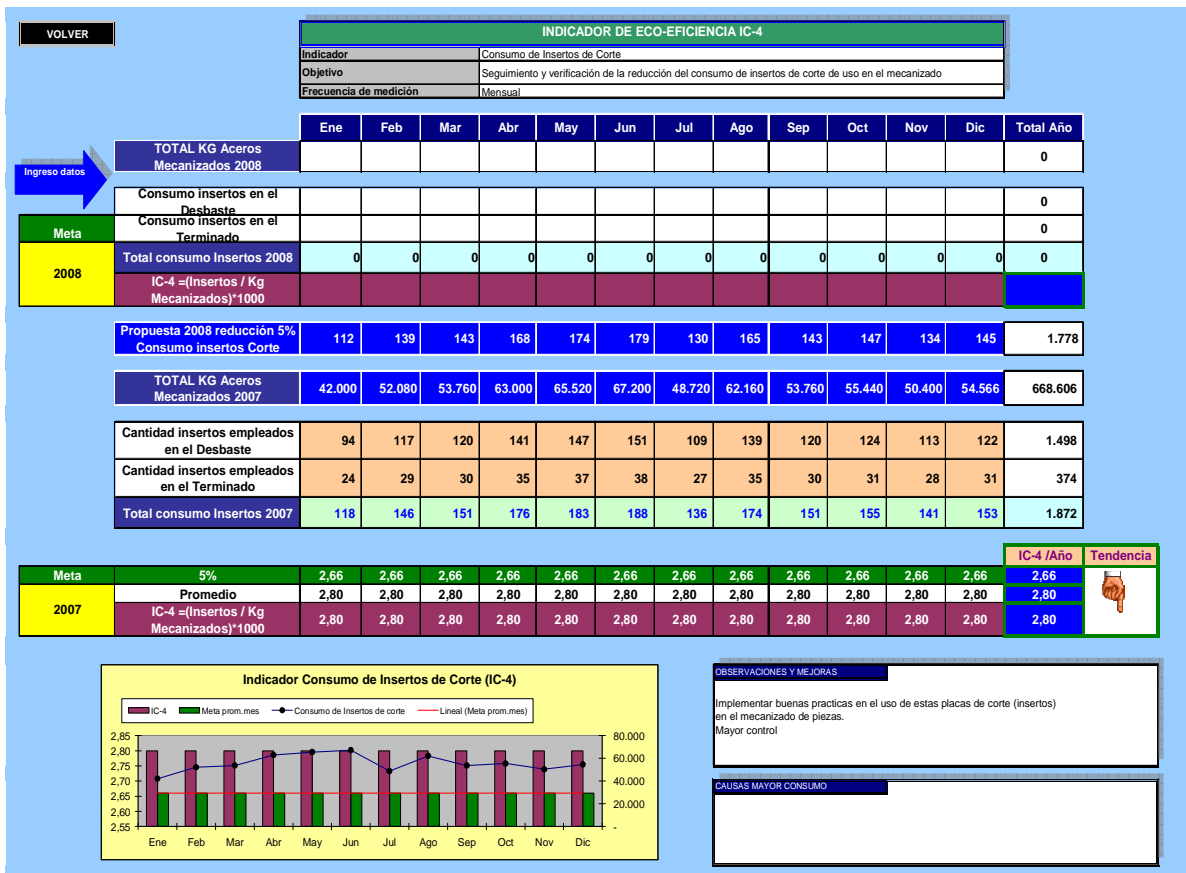 VOLVER
INDICADOR DE ECO-EFICIENCIA IC-4
Indicador Consumo de Insertos de Corte
Objetivo Seguimiento y verificación de la reducción del consumo de insertos de corte de uso en el mecanizado
Frecuencia de medición Mensual
Ene Feb Mar Abr May Jun Jul Ago Sep Oct Nov Dic Total Año
Ingreso datos
TOTAL KG Aceros
Mecanizados 2008 0
Consumo insertos en el
Desbaste 0
Meta
Consumo insertos en el
Terminado 0
2008
Total consumo Insertos 2008 0 0 0 0 0 0 0 0 0 0 0 0 0
IC-4 =(Insertos / Kg
Mecanizados)*1000
Propuesta 2008 reducción 5%
Consumo insertos Corte 112 139 143 168 174 179 130 165 143 147 134 145 1.778
TOTAL KG Aceros
Mecanizados 2007 42.000 52.080 53.760 63.000 65.520 67.200 48.720 62.160 53.760 55.440 50.400 54.566 668.606
Cantidad insertos empleados
en el Desbaste 94 117 120 141 147 151 109 139 120 124 113 122 1.498
Cantidad insertos empleados
en el Terminado 24 29 30 35 37 38 27 35 30 31 28 31 374
Total consumo Insertos 2007 118 146 151 176 183 188 136 174 151 155 141 153 1.872
IC-4 /Año Tendencia
Meta 5% 2,66 2,66 2,66 2,66 2,66 2,66 2,66 2,66 2,66 2,66 2,66 2,66 2,66
2007
Promedio 2,80 2,80 2,80 2,80 2,80 2,80 2,80 2,80 2,80 2,80 2,80 2,80 2,80
IC-4 =(Insertos / Kg
Mecanizados)*1000 2,80 2,80 2,80 2,80 2,80 2,80 2,80 2,80 2,80 2,80 2,80 2,80 2,80
Indicador Consumo de Insertos de Corte (IC-4)
IC-4 Meta prom.mes Consumo de Insertos de corte Lineal (Meta prom.mes)
2,85 80.000
2,80
2,75 60.000
2,70 40.000
2,65
2,60 20.000
2,55 -
Ene Feb Mar Abr May Jun Jul Ago Sep Oct Nov Dic
OBSERVACIONES Y MEJORAS
Implementar buenas practicas en el uso de estas placas de corte (insertos)
en el mecanizado de piezas.
Mayor control
CAUSAS MAYOR CONSUMO